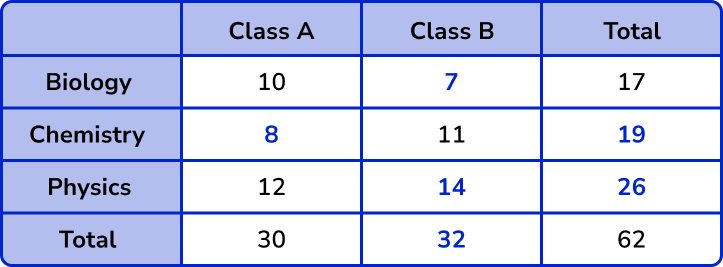 Class A Class B Total
Biology 10 7 17
Chemistry 8 11 19
Physics 12 14 26
Total 30 32 62